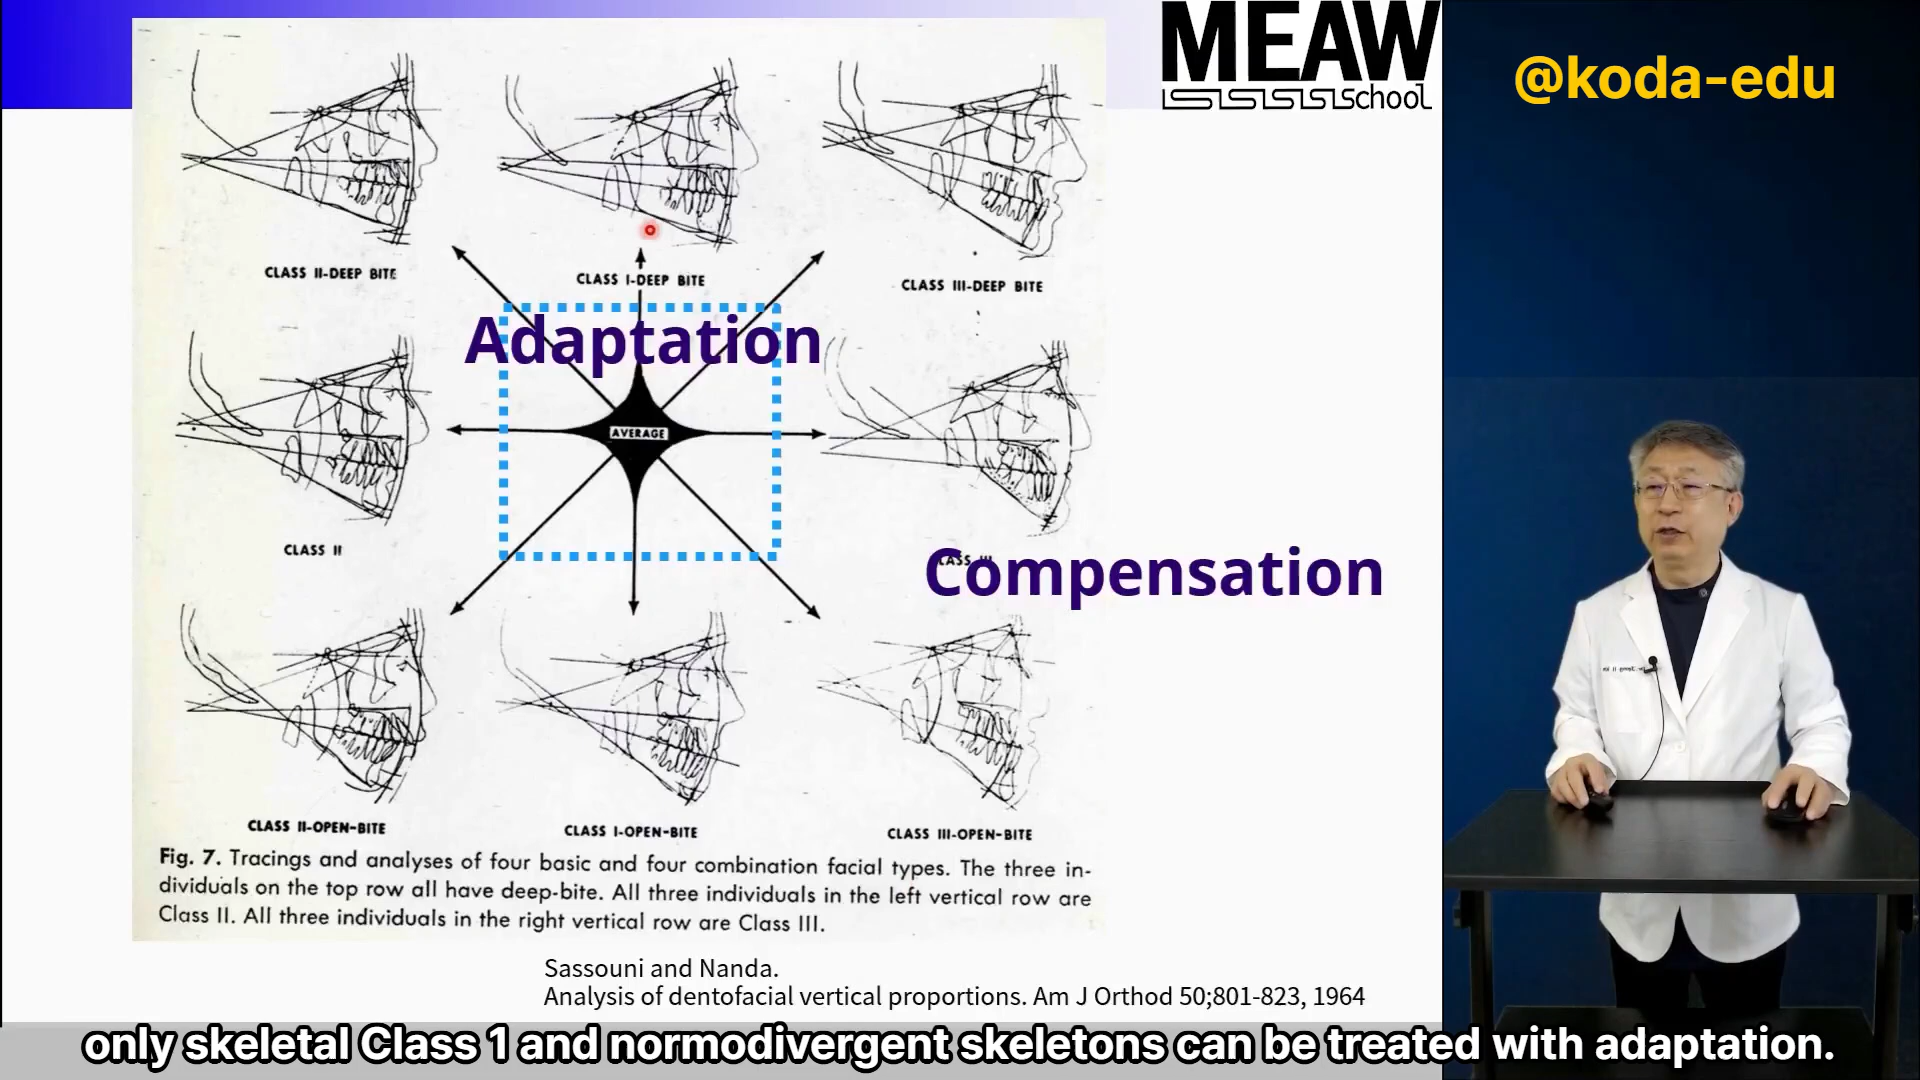 MEAW
school
@koda-edu
CLASS II-DEEP BITE
CLASS I-DEEP BITE
CLASS III-DEEP BITE
Adaptation
AVERAGE
CLASS II
Compensation
CLASS II-OPEN-BITE
CLASS I-OPEN-BITE
CLASS III-OPEN-BITE
Fig. 7. Tracings and analyses of four basic and four combination facial types. The three in-
dividuals on the top row all have deep-bite. All three individuals in the left vertical row are
Class II. All three individuals in the right vertical row are Class III.
Sassouni and Nanda.
Analysis of dentofacial vertical proportions. Am J Orthod 50;801-823, 1964
only skeletal Class 1 and normodivergent skeletons can be treated with adaptation.